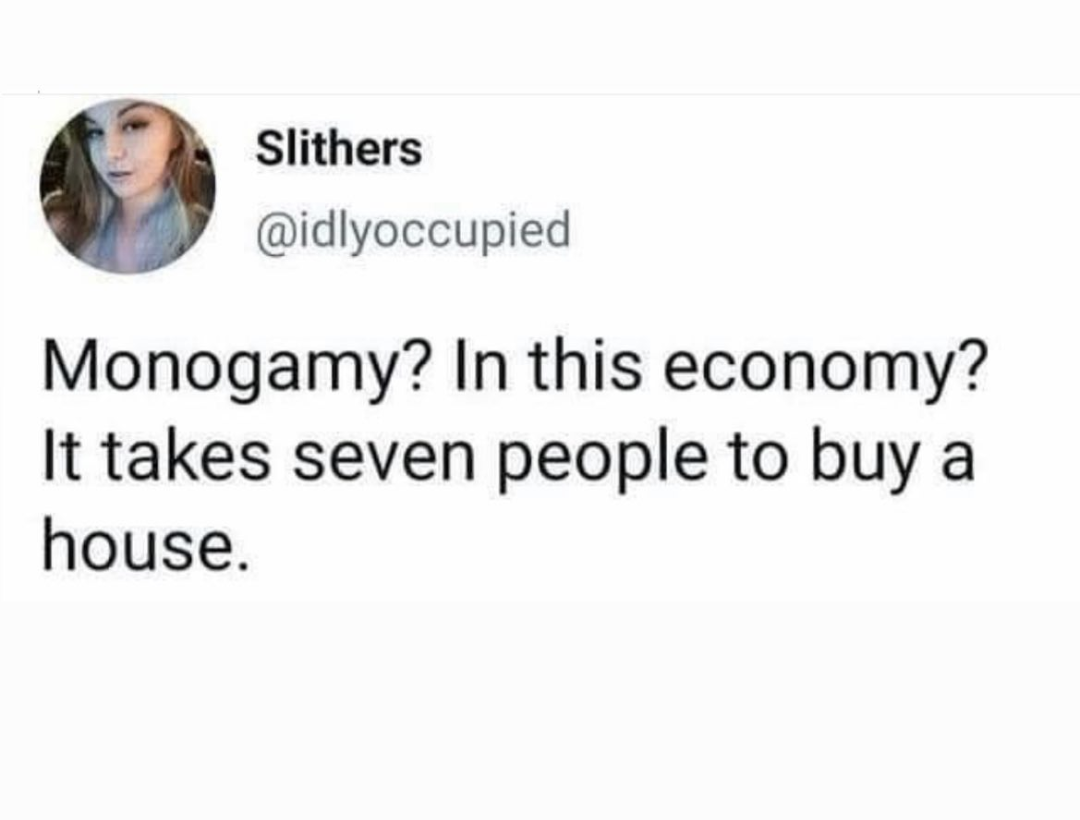 Slithers
@idlyoccupied
Monogamy? In this economy?
It takes seven people to buy a
house.